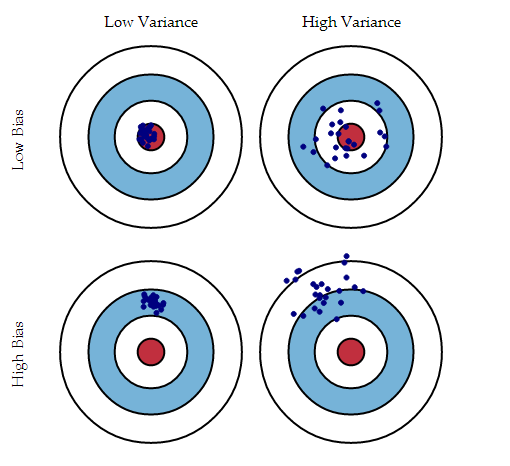 Low Variance
High Variance
Low Bias
High Bias